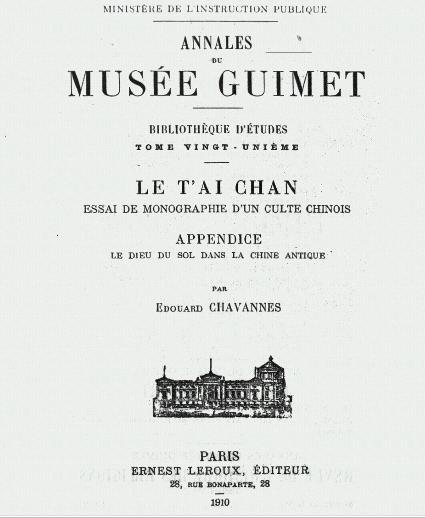 MINISTÈRE DE L'INSTRUCTION PUBLIQUE
ANNALES
DU
MUSÉE GUIMET
BIBLIOTHÈQUE D'ÉTUDES
TOME VINGT-UNIÈME
LE T'AI CHAN
ESSAI DE MONOGRAPHIE D'UN CULTE CHINOIS
APPENDICE
LE DIEU DU SOL DANS LA CHINE ANTIQUE
PAR
EDOUARD CHAVANNES
PARIS
ERNEST LEROUX, ÉDITEUR
28, RUE BONAPARTE, 28
1910